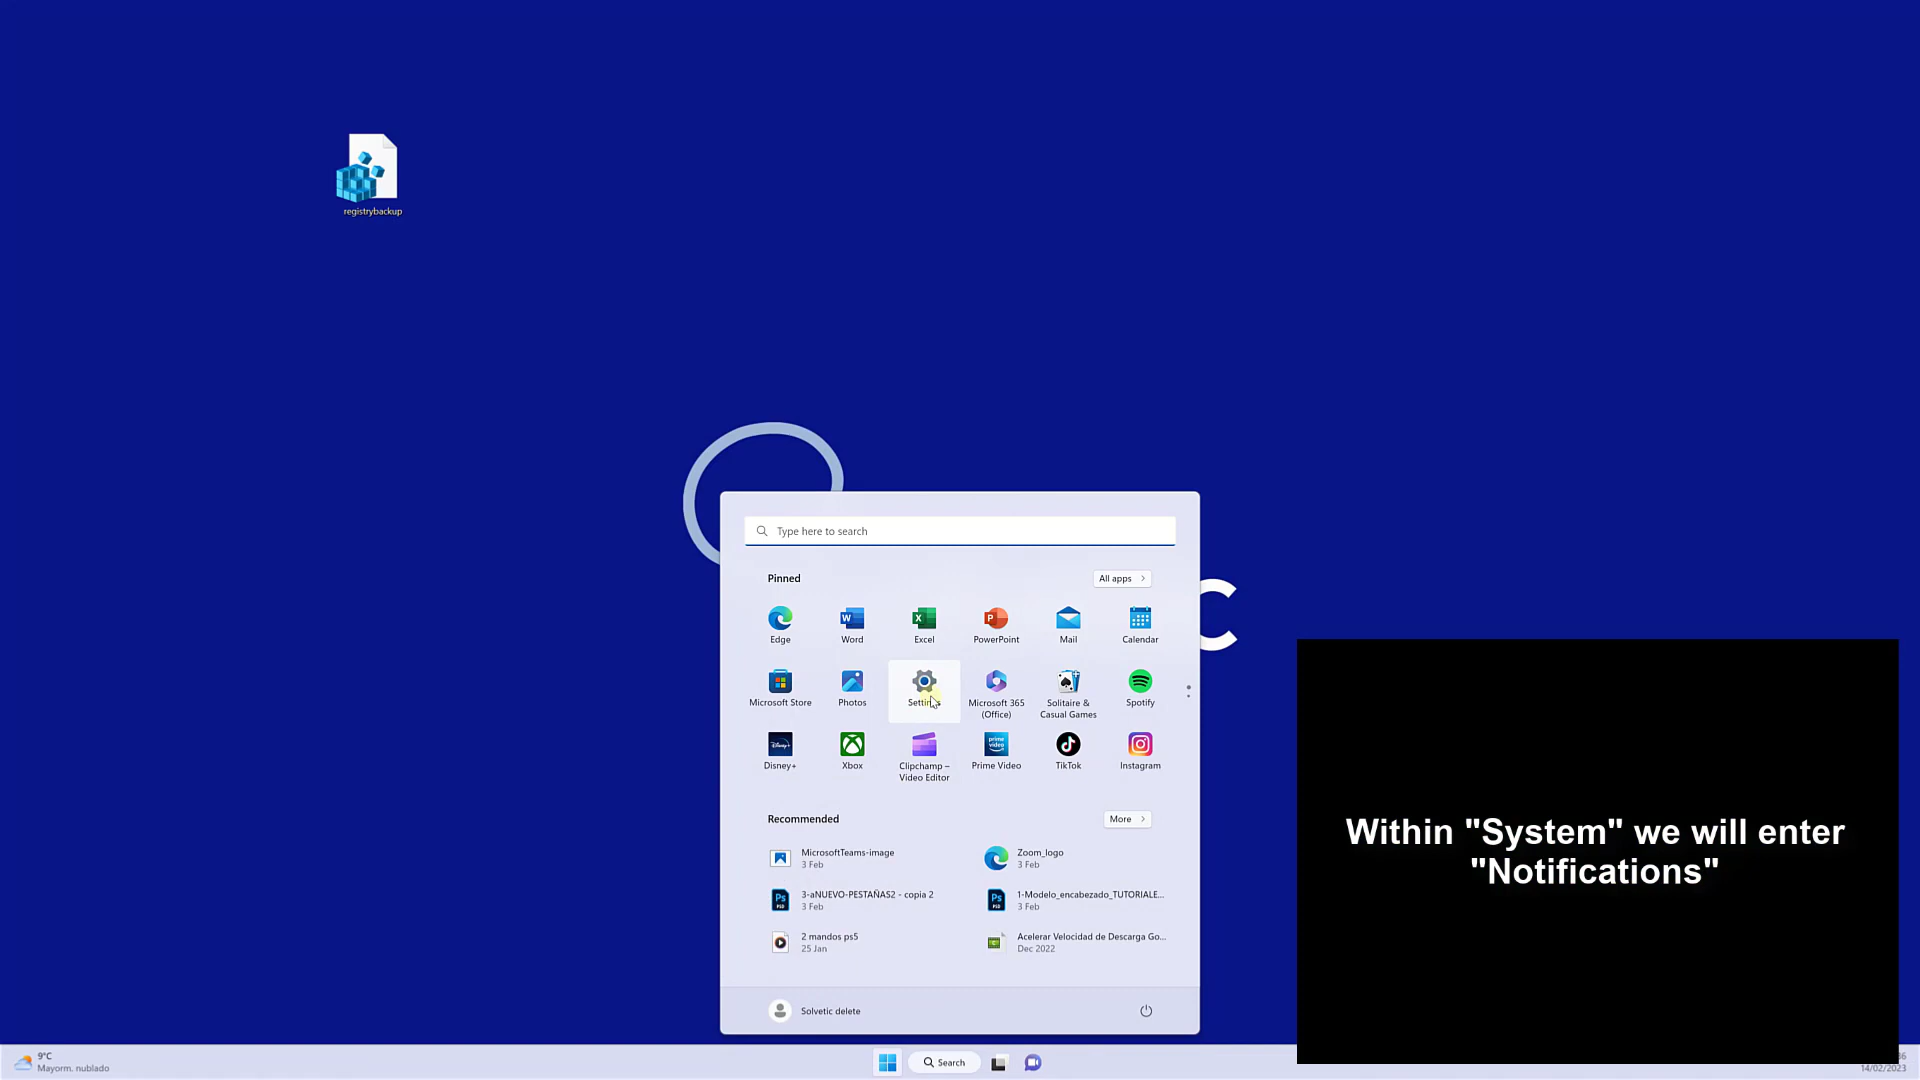 registrybackup
Type here to search
Pinned
All apps
Edge
Word
Excel
PowerPoint
Mail
Calendar
Microsoft Store
Photos
Settings
Microsoft 365
(Office)
Solitaire &
Casual Games
Spotify
Disney+
Xbox
Clipchamp –
Video Editor
Prime Video
TikTok
Instagram
Recommended
More
MicrosoftTeams-image
3 Feb
Zoom_logo
3 Feb
3-aNUEVO-PESTAÑAS2 - copia 2
3 Feb
1-Modelo_encabezado_TUTORIALE...
3 Feb
2 mandos ps5
25 Jan
Acelerar Velocidad de Descarga Go...
Dec 2022
Solvetic delete
Within "System" we will enter
"Notifications"
9°C
Mayorm. nublado
Search
14/02/2023